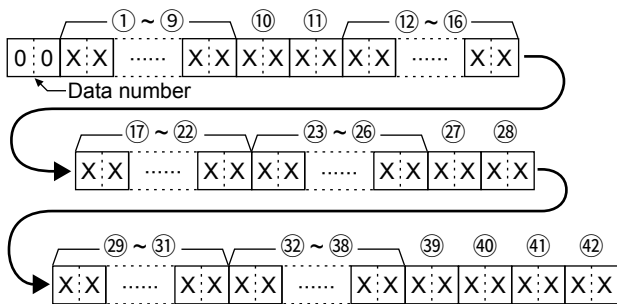 ① ~ ⑨ ⑩ ⑪ ⑫ ~ ⑯
0 0 X X ...... X X X X X X X X ...... X X
Data number
⑰ ~ ㉒ ㉓ ~ ㉖ ㉗ ㉘
X X ...... X X X X ...... X X X X X X
㉙ ~ ㉛ ㉜ ~ ㊳ ㊴ ㊵ ㊶ ㊷
X X ...... X X X X ...... X X X X X X X X X X